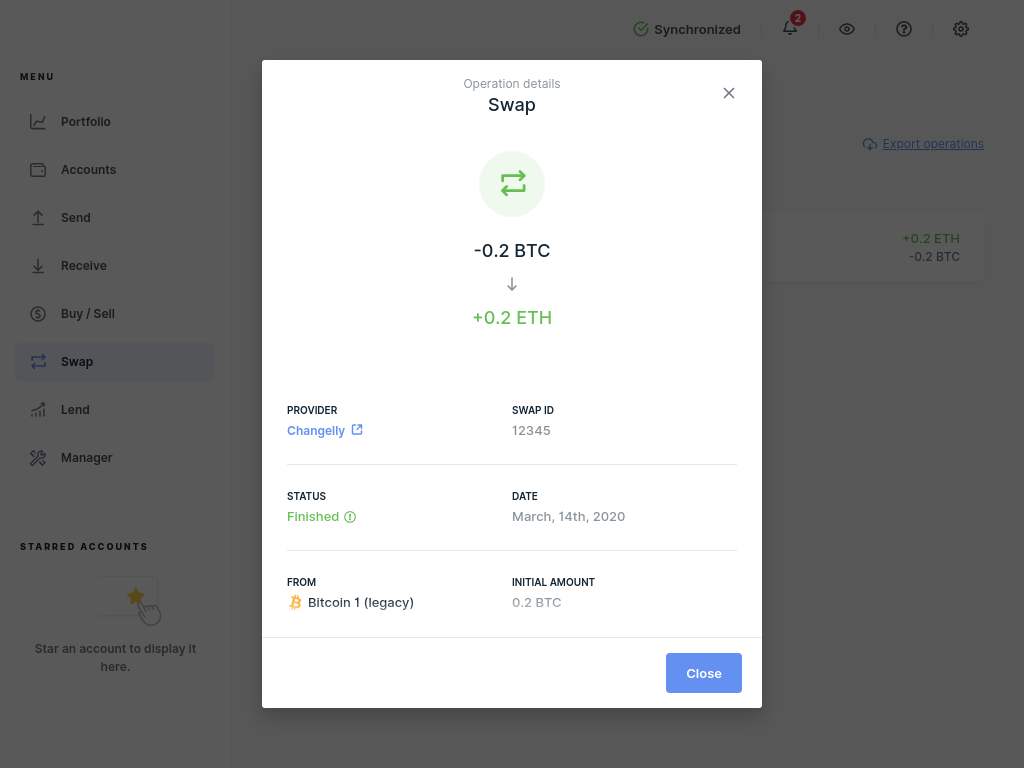 Synchronized
2
MENU
Portfolio
Accounts
Send
Receive
Buy / Sell
Swap
Lend
Manager
STARRED ACCOUNTS
Star an account to display it
here.
Export operations
+0.2 ETH
-0.2 BTC
Operation details
Swap
-0.2 BTC
+0.2 ETH
PROVIDER
Changelly
SWAP ID
12345
STATUS
Finished
DATE
March, 14th, 2020
FROM
Bitcoin 1 (legacy)
INITIAL AMOUNT
0.2 BTC
Close